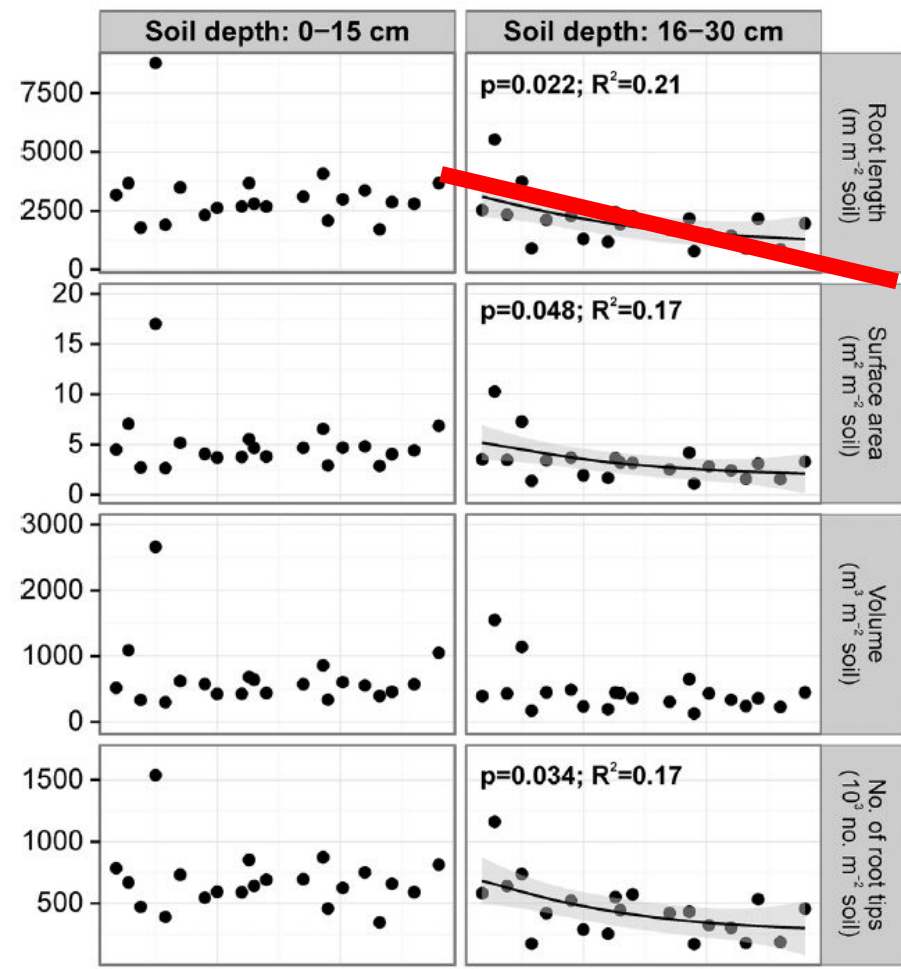 Soil depth: 0−15 cm
Soil depth: 16−30 cm
7500
5000
2500
0
p=0.022; R²=0.21
Root length
(m m⁻² soil)
20
15
10
5
0
p=0.048; R²=0.17
Surface area
(m² m⁻² soil)
3000
2000
1000
0
Volume
(m³ m⁻² soil)
1500
1000
500
p=0.034; R²=0.17
No. of root tips
(10³ no. m⁻² soil)